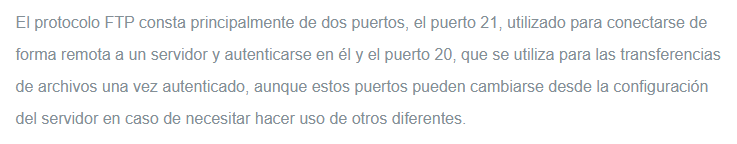 El protocolo FTP consta principalmente de dos puertos, el puerto 21, utilizado para conectarse de
forma remota a un servidor y autenticarse en él y el puerto 20, que se utiliza para las transferencias
de archivos una vez autenticado, aunque estos puertos pueden cambiarse desde la configuración
del servidor en caso de necesitar hacer uso de otros diferentes.